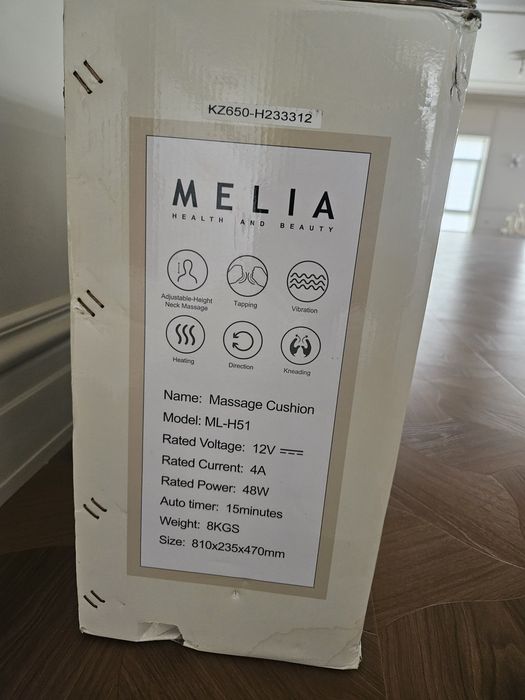 KZ650-H233312
MELIA
HEALTH AND BEAUTY
Adjustable-Height
Neck Massage
Tapping
Vibration
Heating
Direction
Kneading
Name: Massage Cushion
Model: ML-H51
Rated Voltage: 12V
Rated Current: 4A
Rated Power: 48W
Auto timer: 15minutes
Weight: 8KGS
Size: 810x235x470mm